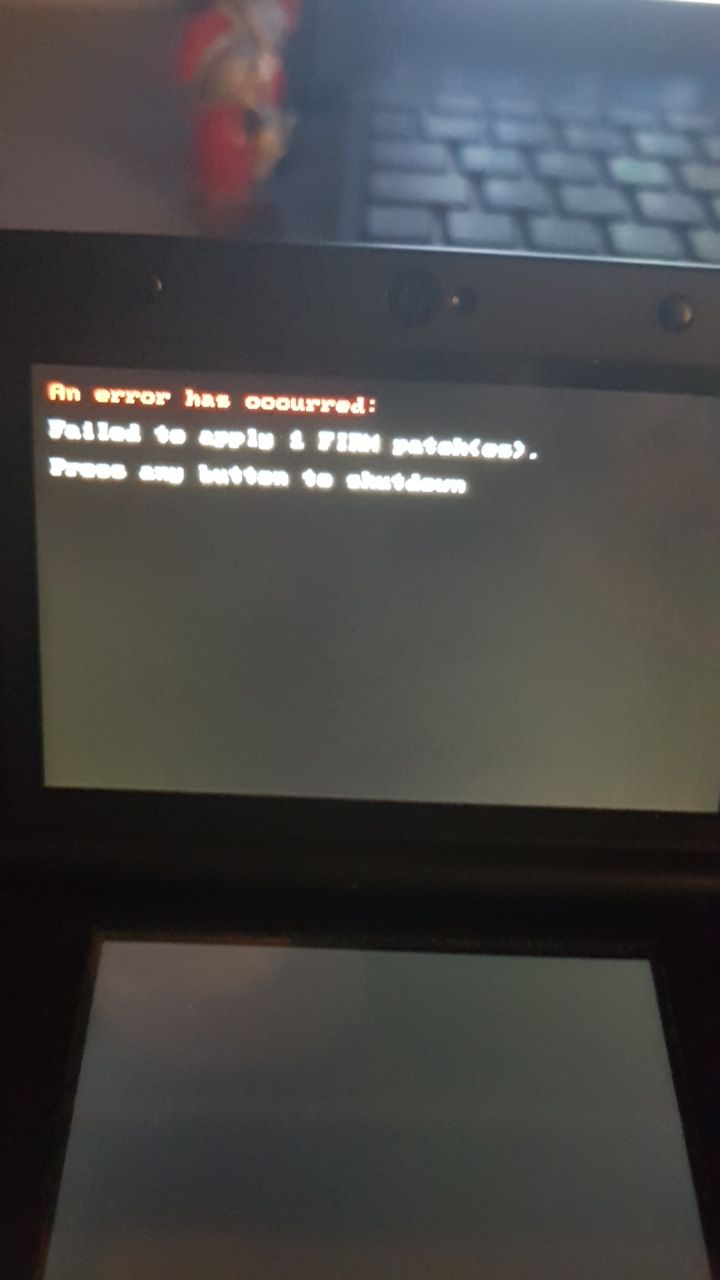 An error has occurred:
Failed to apply 1 FIRM patch(es).
Press any button to shutdown